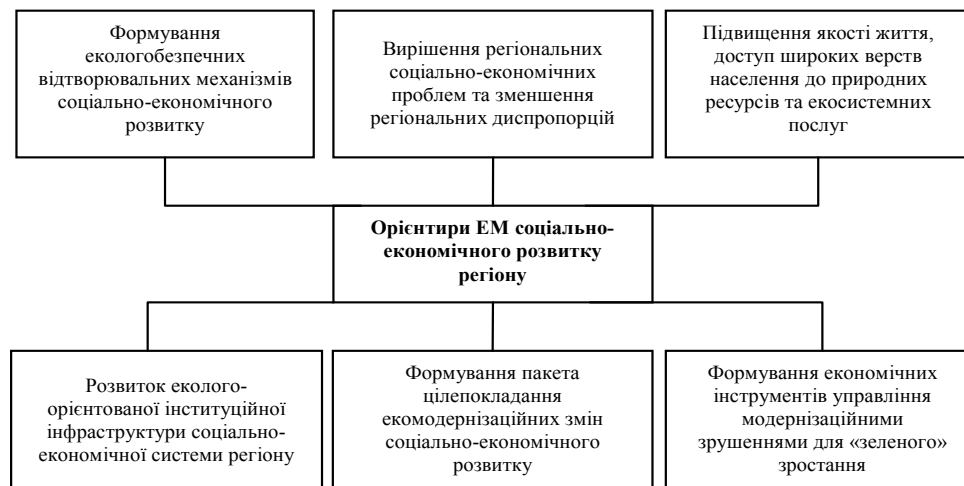 Формування
екологобезпечних
відтворювальних механізмів
соціально-економічного
розвитку
Вирішення регіональних
соціально-економічних
проблем та зменшення
регіональних диспропорцій
Підвищення якості життя,
доступ широких верств
населення до природних
ресурсів та екосистемних
послуг
Орієнтири ЕМ соціально-
економічного розвитку
регіону
Розвиток еколого-
орієнтованої інституційної
інфраструктури соціально-
економічної системи регіону
Формування пакета
цілепокладання
екомодернізаційних змін
соціально-економічного
розвитку
Формування економічних
інструментів управління
модернізаційними
зрушеннями для «зеленого»
зростання